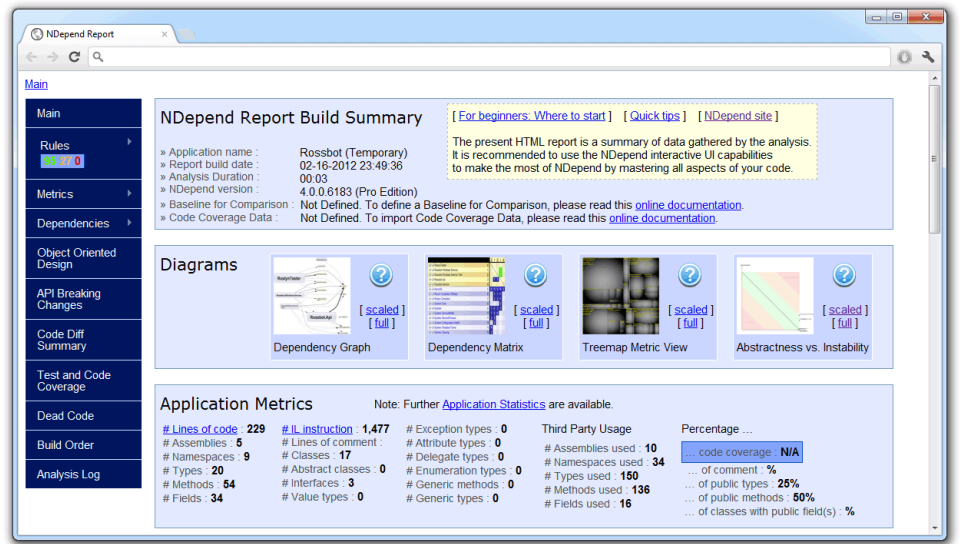 NDepend Report
Main
Main
Rules
27 0
Metrics
Dependencies
Object Oriented
Design
API Breaking
Changes
Code Diff
Summary
Test and Code
Coverage
Dead Code
Build Order
Analysis Log
NDepend Report Build Summary
[ For beginners: Where to start ] [ Quick tips ] [ NDepend site ]
The present HTML report is a summary of data gathered by the analysis.
It is recommended to use the NDepend interactive UI capabilities
to make the most of NDepend by mastering all aspects of your code.
» Application name : Rossbot (Temporary)
» Report build date : 02-16-2012 23:49:36
» Analysis Duration : 00:03
» NDepend version : 4.0.0.6183 (Pro Edition)
» Baseline for Comparison : Not Defined. To define a Baseline for Comparison, please read this online documentation.
» Code Coverage Data : Not Defined. To import Code Coverage Data, please read this online documentation.
Diagrams
RoslynTester
Rossbot.Api
? [ scaled ]
[ full ]
Dependency Graph
? [ scaled ]
[ full ]
Dependency Matrix
? [ scaled ]
[ full ]
Treemap Metric View
? [ scaled ]
[ full ]
Abstractness vs. Instability
Application Metrics
Note: Further Application Statistics are available.
# Lines of code : 229
# Assemblies : 5
# Namespaces : 9
# Types : 20
# Methods : 54
# Fields : 34
# IL instruction : 1,477
# Lines of comment :
# Classes : 17
# Abstract classes : 0
# Interfaces : 3
# Value types : 0
# Exception types : 0
# Attribute types : 0
# Delegate types : 0
# Enumeration types : 0
# Generic methods : 0
# Generic types : 0
Third Party Usage
# Assemblies used : 10
# Namespaces used : 34
# Types used : 150
# Methods used : 136
# Fields used : 16
Percentage ...
... code coverage : N/A
... of comment : %
... of public types : 25%
... of public methods : 50%
... of classes with public field(s) : %